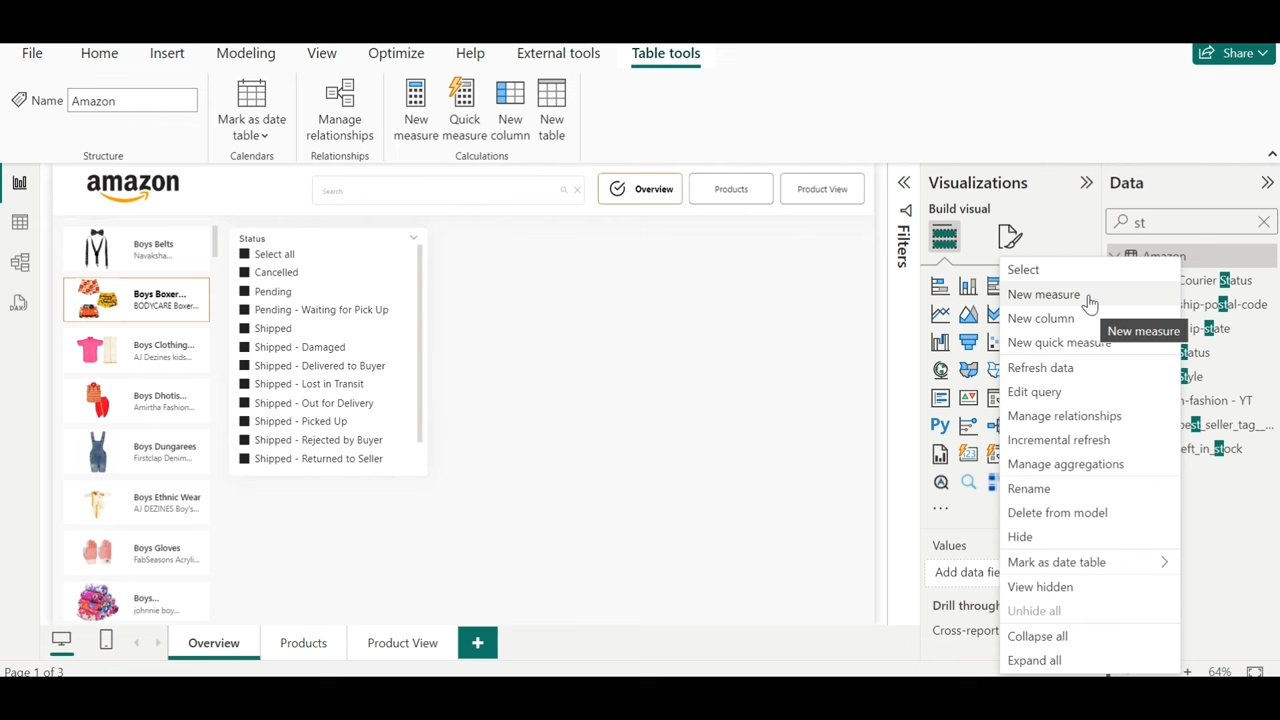 File Home Insert Modeling View Optimize Help External tools Table tools Share
Name Amazon
Mark as date table
Manage relationships
New measure
Quick measure
New column
New table
Structure Calendars Relationships Calculations
amazon
Search
Overview Products Product View
Boys Belts
Navaksha...
Boys Boxer...
BODYCARE Boxer...
Boys Clothing...
AJ Dezines kids...
Boys Dhotis...
Amirtha Fashion...
Boys Dungarees
Firstclap Denim...
Boys Ethnic Wear
AJ DEZINES Boy's...
Boys Gloves
FabSeasons Acryli...
Boys...
johnnie boy...
Status
Select all
Cancelled
Pending
Pending - Waiting for Pick Up
Shipped
Shipped - Damaged
Shipped - Delivered to Buyer
Shipped - Lost in Transit
Shipped - Out for Delivery
Shipped - Picked Up
Shipped - Rejected by Buyer
Shipped - Returned to Seller
Filters
Visualizations
Build visual
Py
123
...
Values
Add data fie
Drill through
Cross-report
Select
New measure
New column
New quick measure
Refresh data
Edit query
Manage relationships
Incremental refresh
Manage aggregations
Rename
Delete from model
Hide
Mark as date table
View hidden
Unhide all
Collapse all
Expand all
New measure
Data
st
Amazon
Courier Status
hip-postal-code
ip-state
Status
Style
n-fashion - YT
best_seller_tag__...
left_in_stock
DAX
Overview Products Product View +
Page 1 of 3
+ 64%